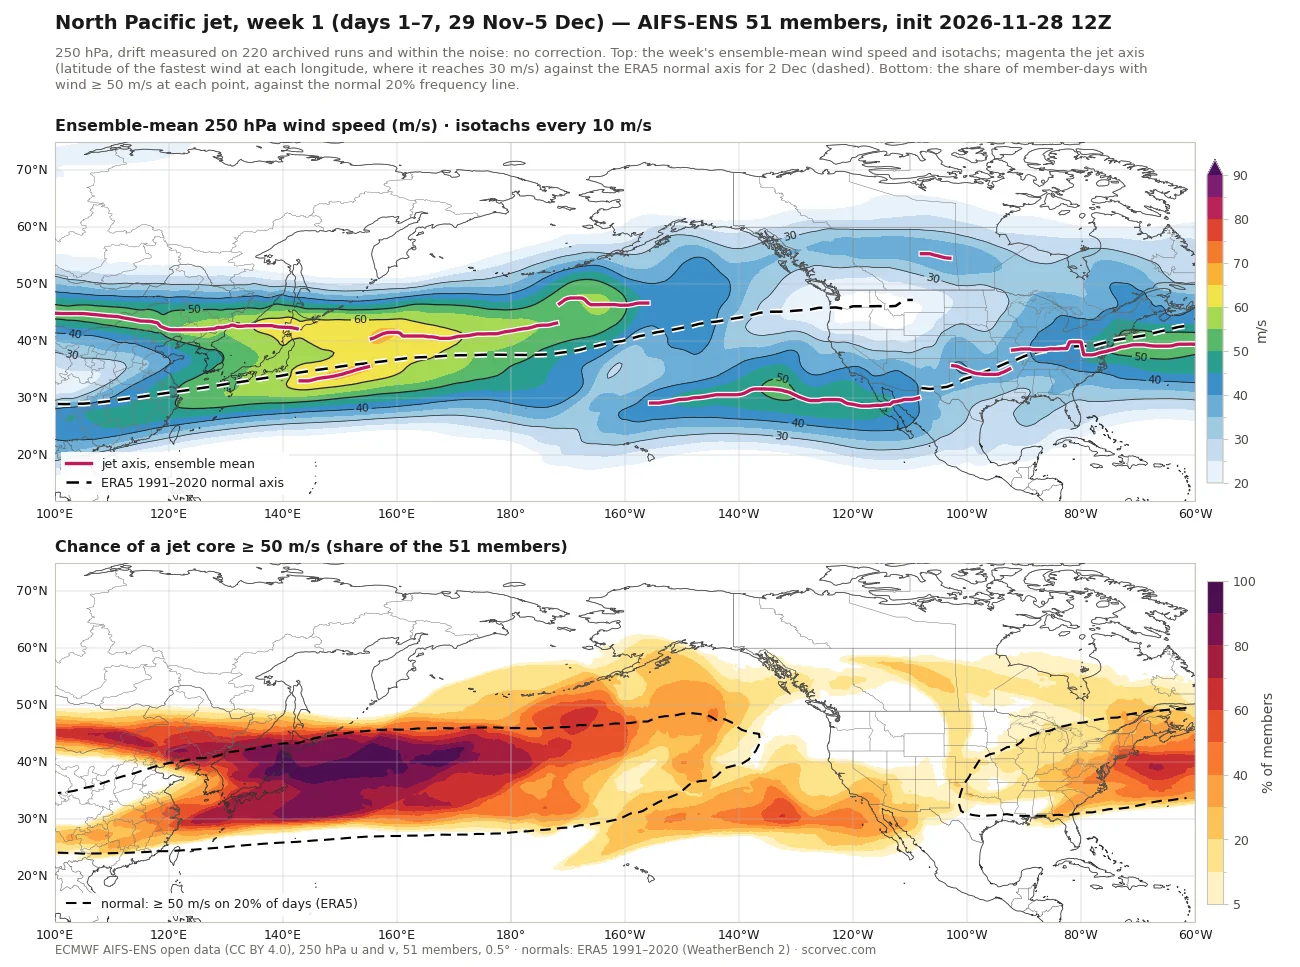 North Pacific jet, week 1 (days 1–7, 29 Nov–5 Dec) — AIFS-ENS 51 members, init 2026-11-28 12Z
250 hPa, drift measured on 220 archived runs and within the noise: no correction. Top: the week's ensemble-mean wind speed and isotachs; magenta the jet axis
(latitude of the fastest wind at each longitude, where it reaches 30 m/s) against the ERA5 normal axis for 2 Dec (dashed). Bottom: the share of member-days with
wind ≥ 50 m/s at each point, against the normal 20% frequency line.
Ensemble-mean 250 hPa wind speed (m/s) · isotachs every 10 m/s
70°N
60°N
50°N
40°N
30°N
20°N
50
60
40
30
40
30
30
50
40
30
50
40
jet axis, ensemble mean
ERA5 1991–2020 normal axis
100°E 120°E 140°E 160°E 180° 160°W 140°W 120°W 100°W 80°W 60°W
90
80
70
60
50
40
30
20
m/s
Chance of a jet core ≥ 50 m/s (share of the 51 members)
70°N
60°N
50°N
40°N
30°N
20°N
normal: ≥ 50 m/s on 20% of days (ERA5)
100°E 120°E 140°E 160°E 180° 160°W 140°W 120°W 100°W 80°W 60°W
100
80
60
40
20
5
% of members
ECMWF AIFS-ENS open data (CC BY 4.0), 250 hPa u and v, 51 members, 0.5° · normals: ERA5 1991–2020 (WeatherBench 2) · scorvec.com